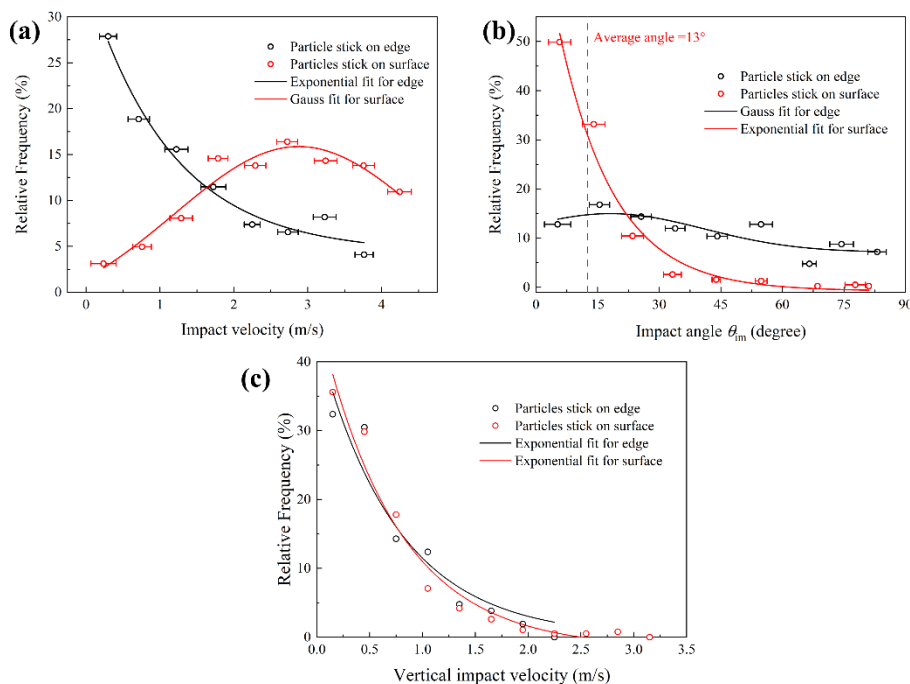 (a)
30
25
20
15
10
5
0
Relative Frequency (%)
Particle stick on edge
Particles stick on surface
Exponential fit for edge
Gauss fit for surface
0 1 2 3 4
Impact velocity (m/s)
(b)
50
40
30
20
10
0
Relative Frequency (%)
Average angle =13°
Particle stick on edge
Particles stick on surface
Gauss fit for edge
Exponential fit for surface
0 15 30 45 60 75 90
Impact angle θim (degree)
(c)
40
30
20
10
0
Relative Frequency (%)
Particles stick on edge
Particles stick on surface
Exponential fit for edge
Exponential fit for surface
0.0 0.5 1.0 1.5 2.0 2.5 3.0 3.5
Vertical impact velocity (m/s)